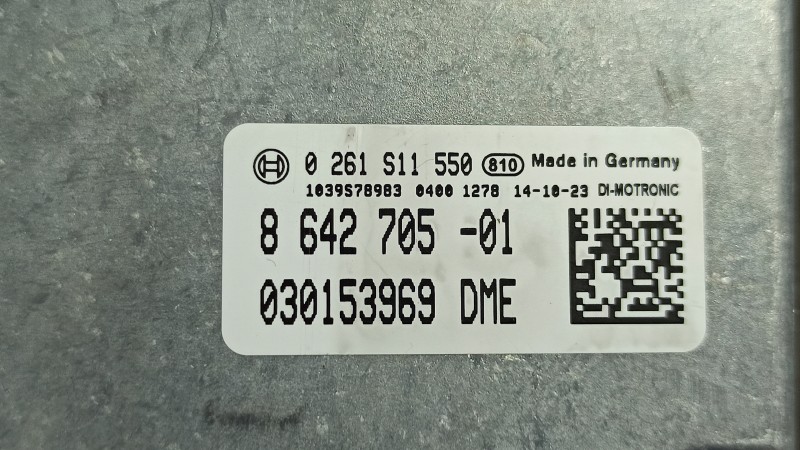 0 261 S11 550 810 Made in Germany
1039S78983 0400 1278 14-10-23 DI-MOTRONIC
8 642 705 -01
030153969 DME